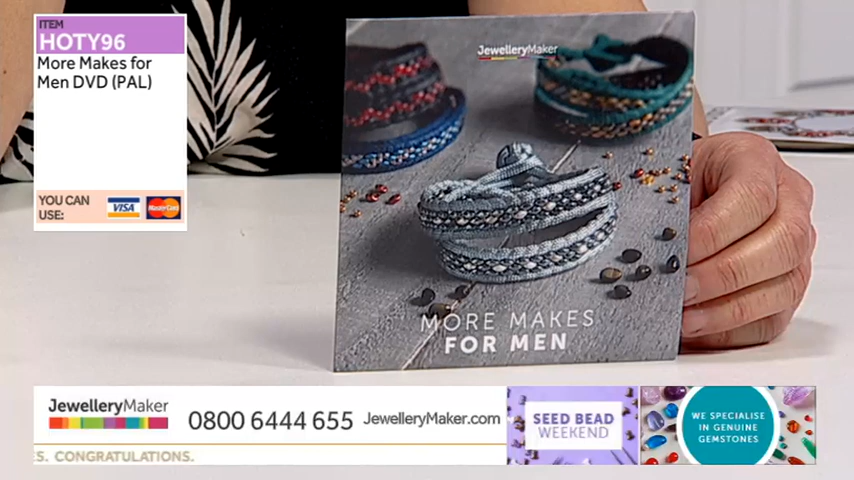 ITEM
HOTY96
More Makes for
Men DVD (PAL)
YOU CAN
USE:
VISA
MasterCard
JewelleryMaker
MORE MAKES
FOR MEN
JewelleryMaker
0800 6444 655
JewelleryMaker.com
SEED BEAD
WEEKEND
WE SPECIALISE
IN GENUINE
GEMSTONES
S. CONGRATULATIONS.